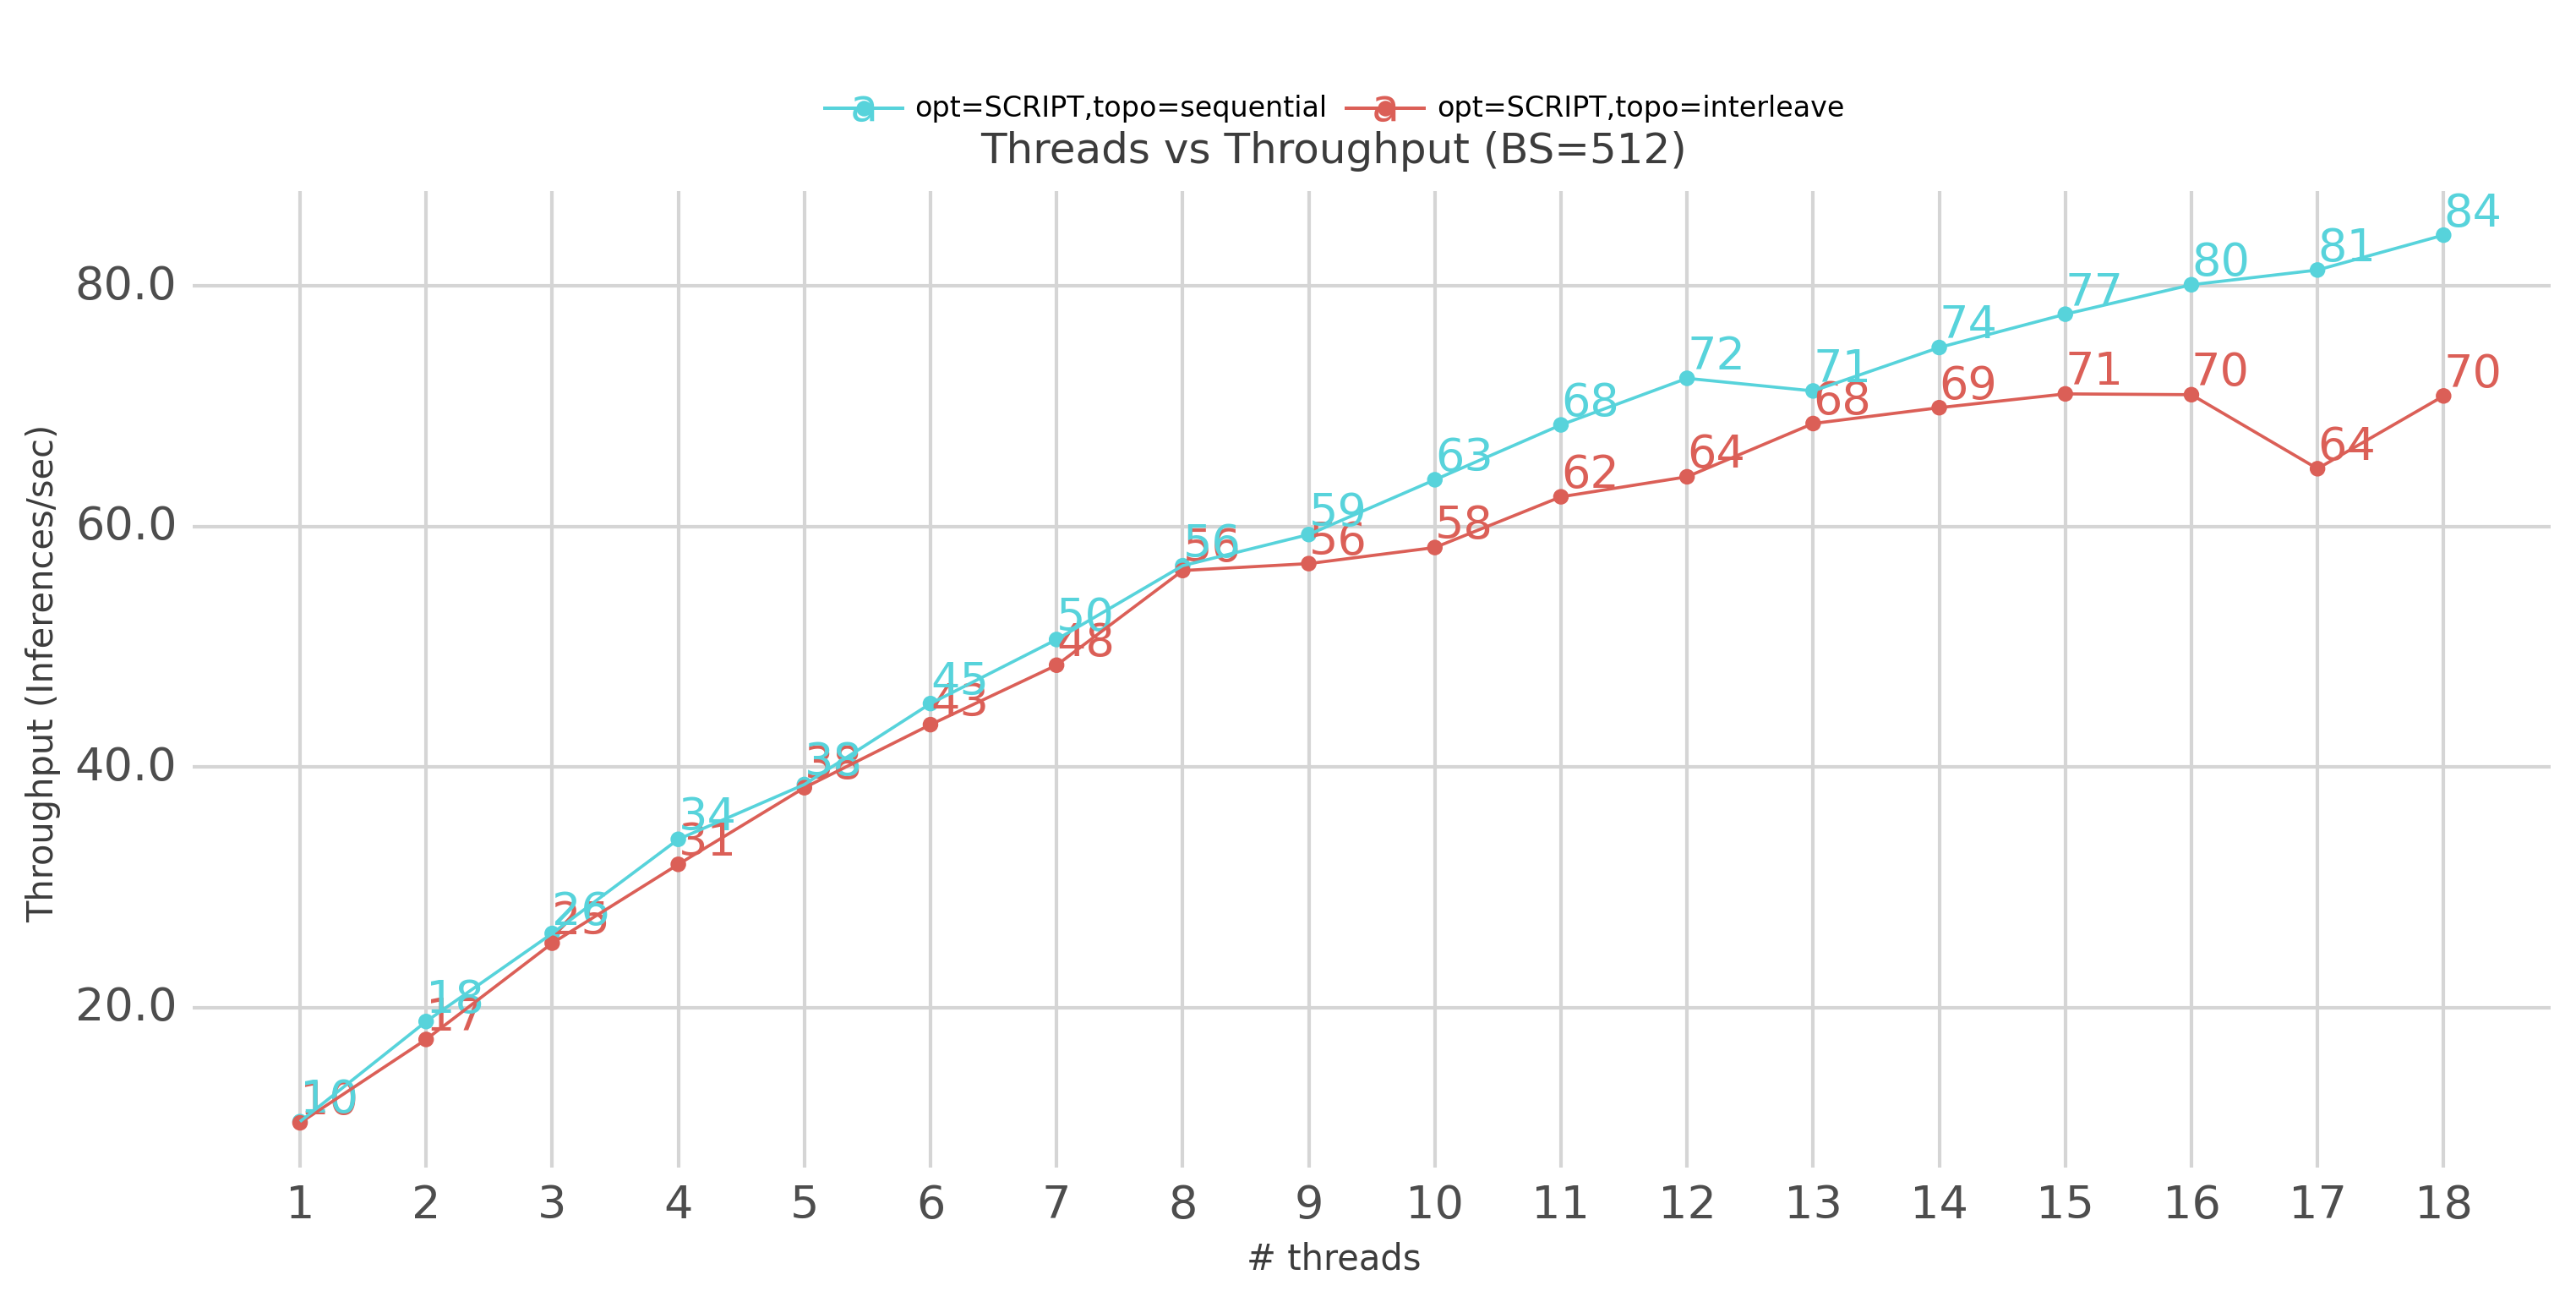 a opt=SCRIPT,topo=sequential a opt=SCRIPT,topo=interleave
Threads vs Throughput (BS=512)
Throughput (Inferences/sec)
80.0
60.0
40.0
20.0
10 18 26 34 38 45 50 56 59 63 68 72 71 74 77 80 81 84
10 17 25 31 38 43 48 56 56 58 62 64 68 69 71 70 64 70
1 2 3 4 5 6 7 8 9 10 11 12 13 14 15 16 17 18
# threads